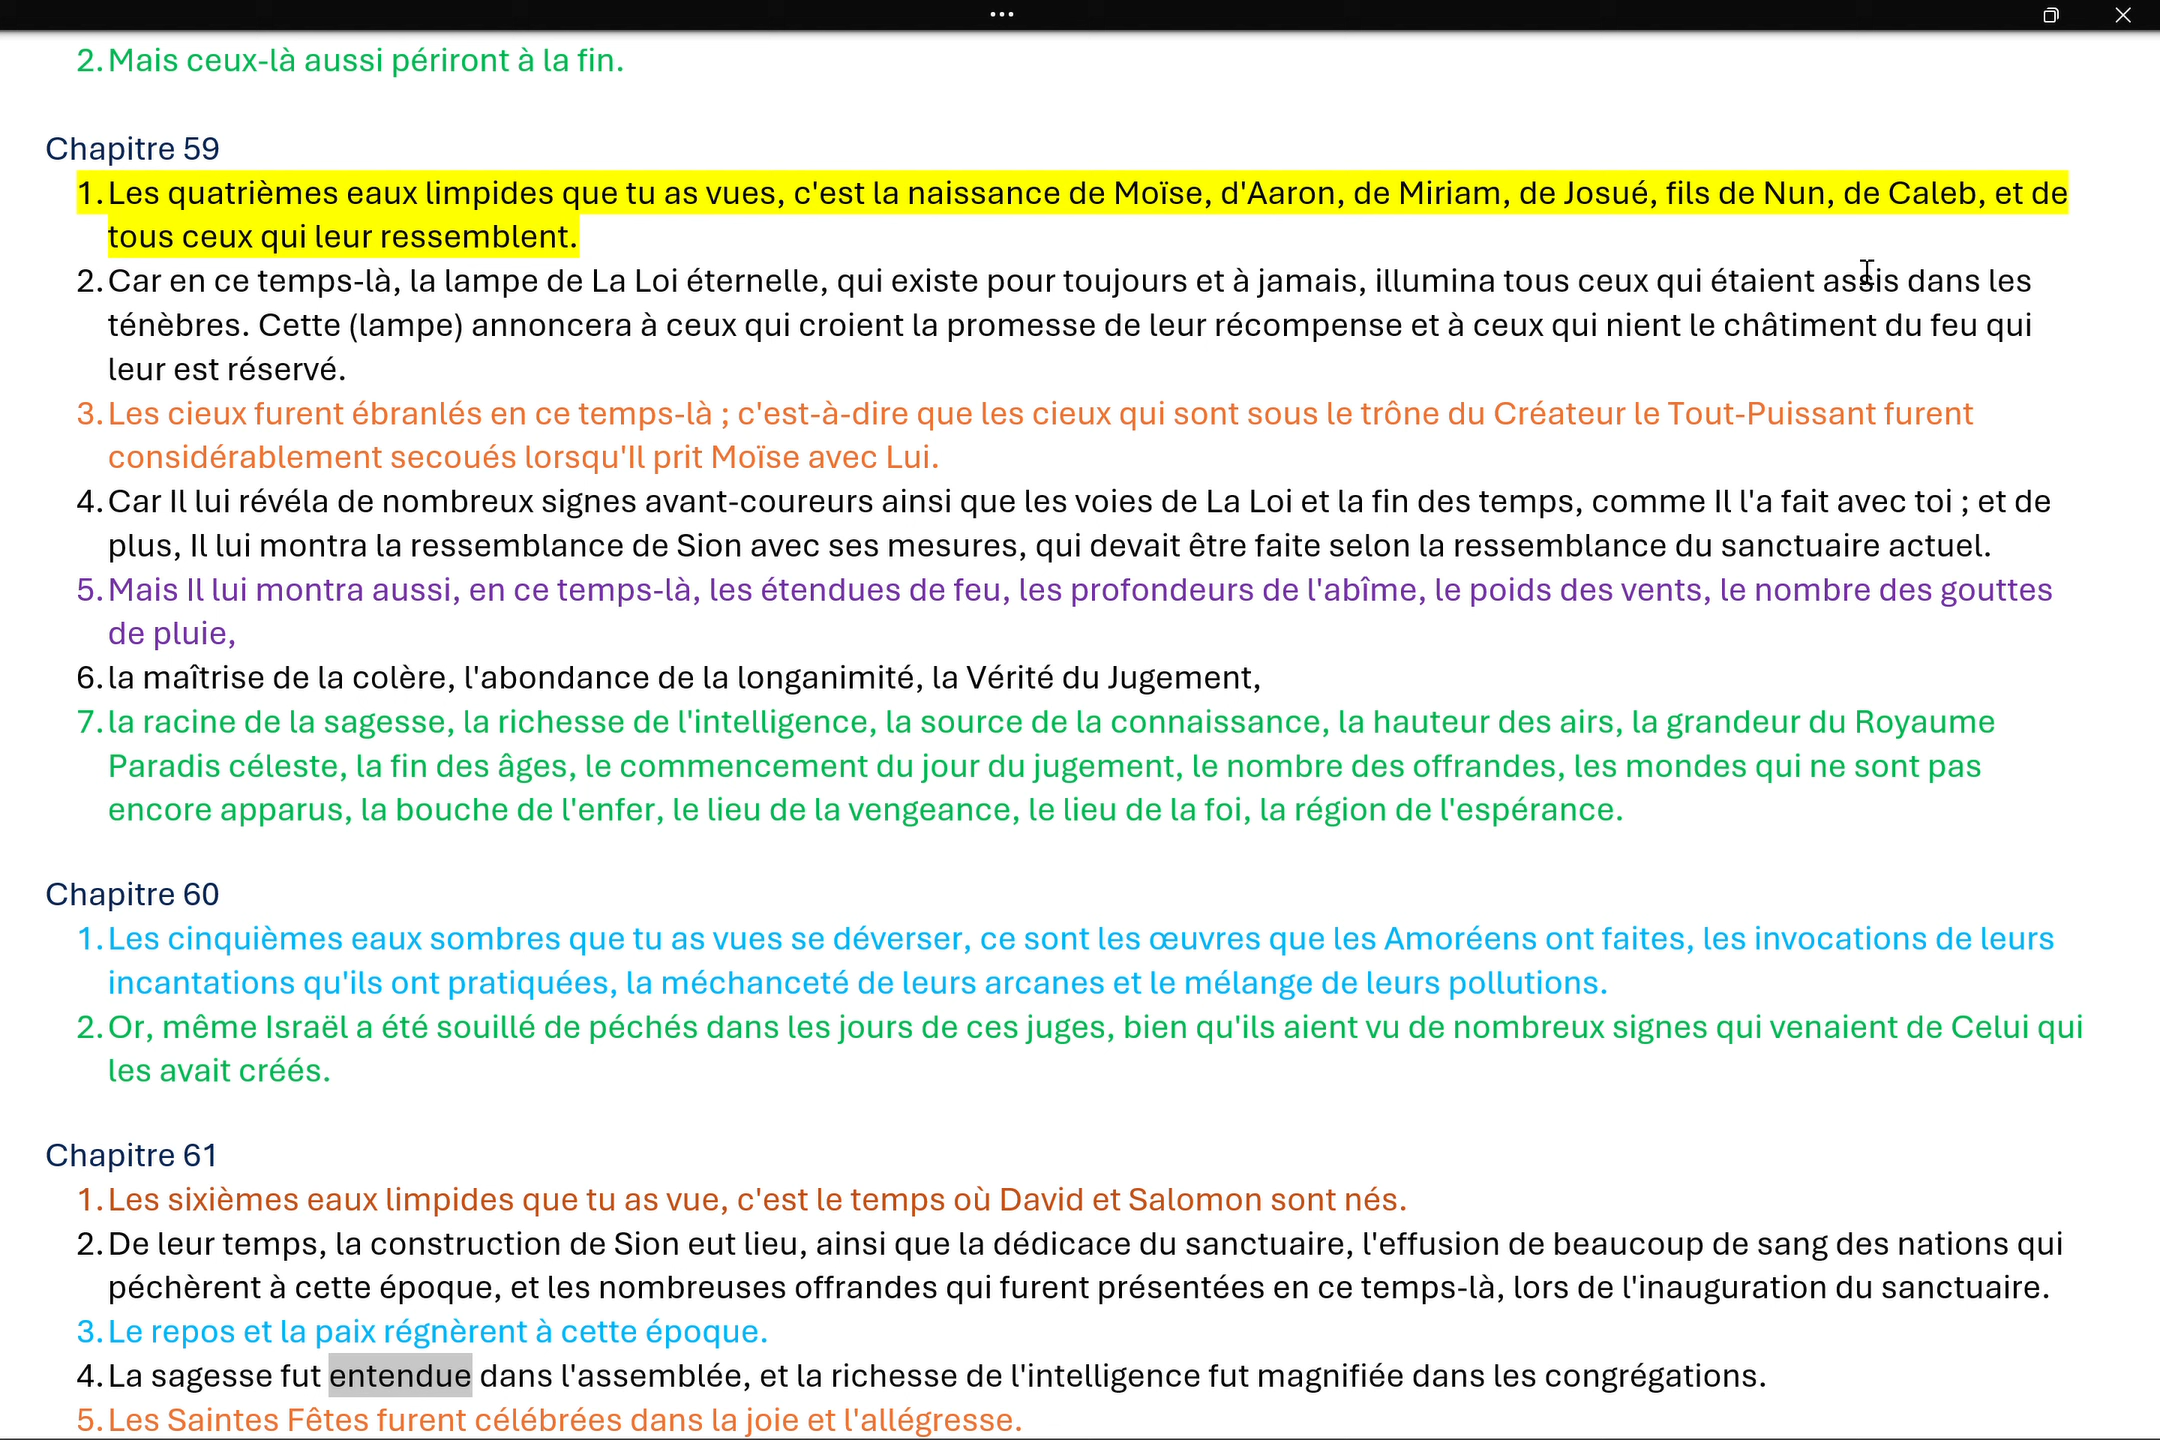 2. Mais ceux-là aussi périront à la fin.
Chapitre 59
1. Les quatrièmes eaux limpides que tu as vues, c'est la naissance de Moïse, d'Aaron, de Miriam, de Josué, fils de Nun, de Caleb, et de
tous ceux qui leur ressemblent.
2. Car en ce temps-là, la lampe de La Loi éternelle, qui existe pour toujours et à jamais, illumina tous ceux qui étaient assis dans les
ténèbres. Cette (lampe) annoncera à ceux qui croient la promesse de leur récompense et à ceux qui nient le châtiment du feu qui
leur est réservé.
3. Les cieux furent ébranlés en ce temps-là ; c'est-à-dire que les cieux qui sont sous le trône du Créateur le Tout-Puissant furent
considérablement secoués lorsqu'Il prit Moïse avec Lui.
4. Car Il lui révéla de nombreux signes avant-coureurs ainsi que les voies de La Loi et la fin des temps, comme Il l'a fait avec toi ; et de
plus, Il lui montra la ressemblance de Sion avec ses mesures, qui devait être faite selon la ressemblance du sanctuaire actuel.
5. Mais Il lui montra aussi, en ce temps-là, les étendues de feu, les profondeurs de l'abîme, le poids des vents, le nombre des gouttes
de pluie,
6. la maîtrise de la colère, l'abondance de la longanimité, la Vérité du Jugement,
7. la racine de la sagesse, la richesse de l'intelligence, la source de la connaissance, la hauteur des airs, la grandeur du Royaume
Paradis céleste, la fin des âges, le commencement du jour du jugement, le nombre des offrandes, les mondes qui ne sont pas
encore apparus, la bouche de l'enfer, le lieu de la vengeance, le lieu de la foi, la région de l'espérance.
Chapitre 60
1. Les cinquièmes eaux sombres que tu as vues se déverser, ce sont les œuvres que les Amoréens ont faites, les invocations de leurs
incantations qu'ils ont pratiquées, la méchanceté de leurs arcanes et le mélange de leurs pollutions.
2. Or, même Israël a été souillé de péchés dans les jours de ces juges, bien qu'ils aient vu de nombreux signes qui venaient de Celui qui
les avait créés.
Chapitre 61
1. Les sixièmes eaux limpides que tu as vue, c'est le temps où David et Salomon sont nés.
2. De leur temps, la construction de Sion eut lieu, ainsi que la dédicace du sanctuaire, l'effusion de beaucoup de sang des nations qui
péchèrent à cette époque, et les nombreuses offrandes qui furent présentées en ce temps-là, lors de l'inauguration du sanctuaire.
3. Le repos et la paix régnèrent à cette époque.
4. La sagesse fut entendue dans l'assemblée, et la richesse de l'intelligence fut magnifiée dans les congrégations.
5. Les Saintes Fêtes furent célébrées dans la joie et l'allégresse.